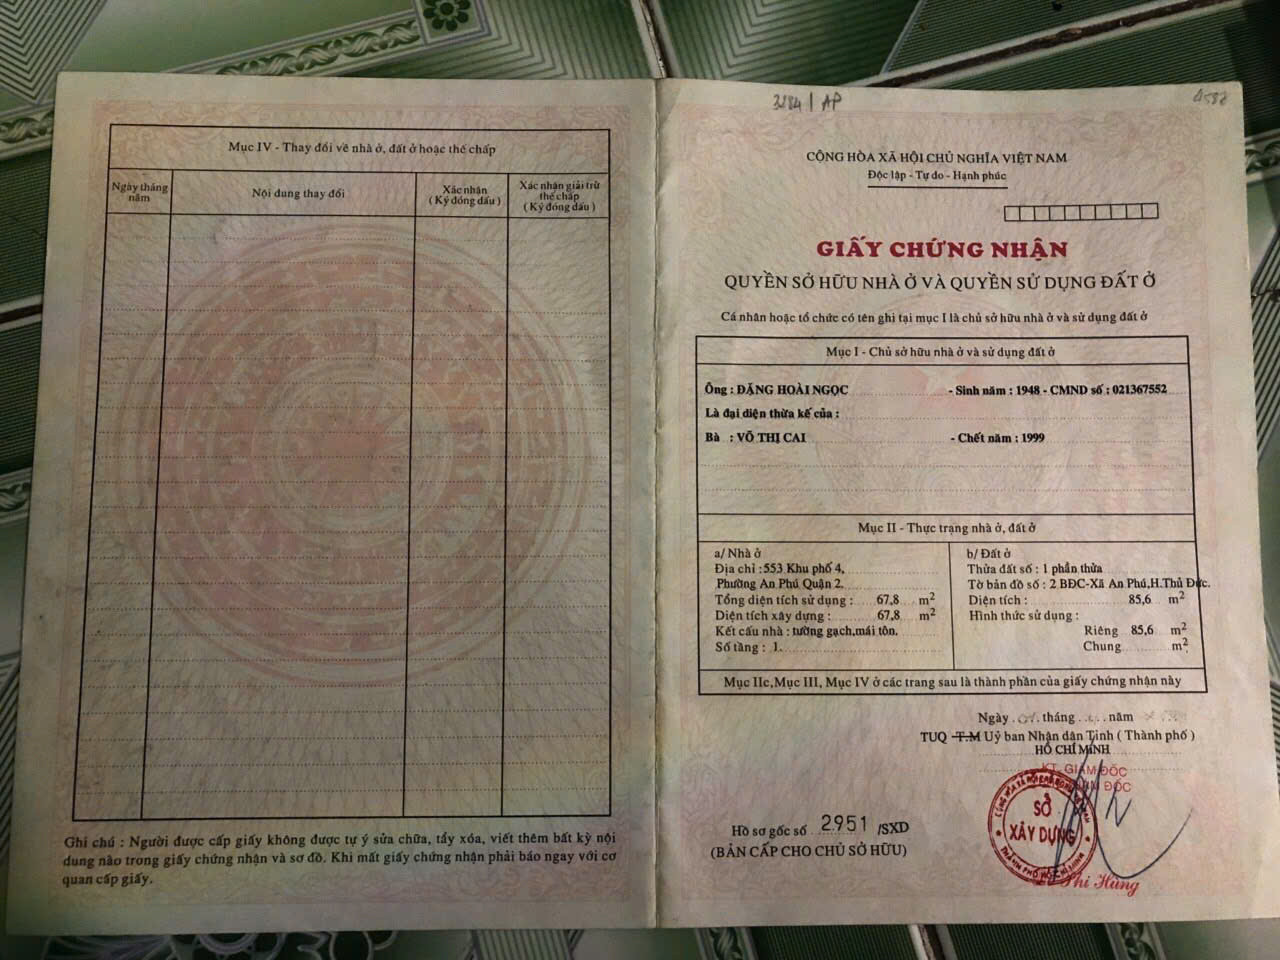 Mục IV - Thay đổi về nhà ở, đất ở hoặc thế chấp
Ngày tháng năm
Nội dung thay đổi
Xác nhận
( Ký đóng dấu )
Xác nhận giải trừ thế chấp
( Ký đóng dấu )
Ghi chú : Người được cấp giấy không được tự ý sửa chữa, tẩy xóa, viết thêm bất kỳ nội
dung nào trong giấy chứng nhận và sơ đồ. Khi mất giấy chứng nhận phải báo ngay với cơ
quan cấp giấy.
AP
CỘNG HÒA XÃ HỘI CHỦ NGHĨA VIỆT NAM
Độc lập - Tự do - Hạnh phúc
GIẤY CHỨNG NHẬN
QUYỀN SỞ HỮU NHÀ Ở VÀ QUYỀN SỬ DỤNG ĐẤT Ở
Cá nhân hoặc tổ chức có tên ghi tại mục I là chủ sở hữu nhà ở và sử dụng đất ở
Mục I - Chủ sở hữu nhà ở và sử dụng đất ở
Ông : ĐẶNG HOÀI NGỌC - Sinh năm : 1948 - CMND số : 021367552
Là đại diện thừa kế của :
Bà : VÕ THỊ CAI - Chết năm : 1999
Mục II - Thực trạng nhà ở, đất ở
a/ Nhà ở
Địa chỉ :553 Khu phố 4,
Phường An Phú Quận 2.
Tổng diện tích sử dụng : 67,8 m2
Diện tích xây dựng : 67,8 m2
Kết cấu nhà : tường gạch,mái tôn.
Số tầng : 1.
b/ Đất ở
Thửa đất số : 1 phần thửa
Tờ bản đồ số : 2 BĐC-Xã An Phú,H.Thủ Đức.
Diện tích : 85,6 m2
Hình thức sử dụng :
Riêng 85,6 m2
Chung m2
Mục IIc,Mục III, Mục IV ở các trang sau là thành phần của giấy chứng nhận này
Ngày tháng năm
TUQ T.M Uỷ ban Nhân dân Tỉnh ( Thành phố )
HỒ CHÍ MINH
KT. GIÁM ĐỐC
ĐỐC
SỞ
XÂY DỰNG
Hồ sơ gốc số 2951 /SXD
(BẢN CẤP CHO CHỦ SỞ HỮU)
Hùng